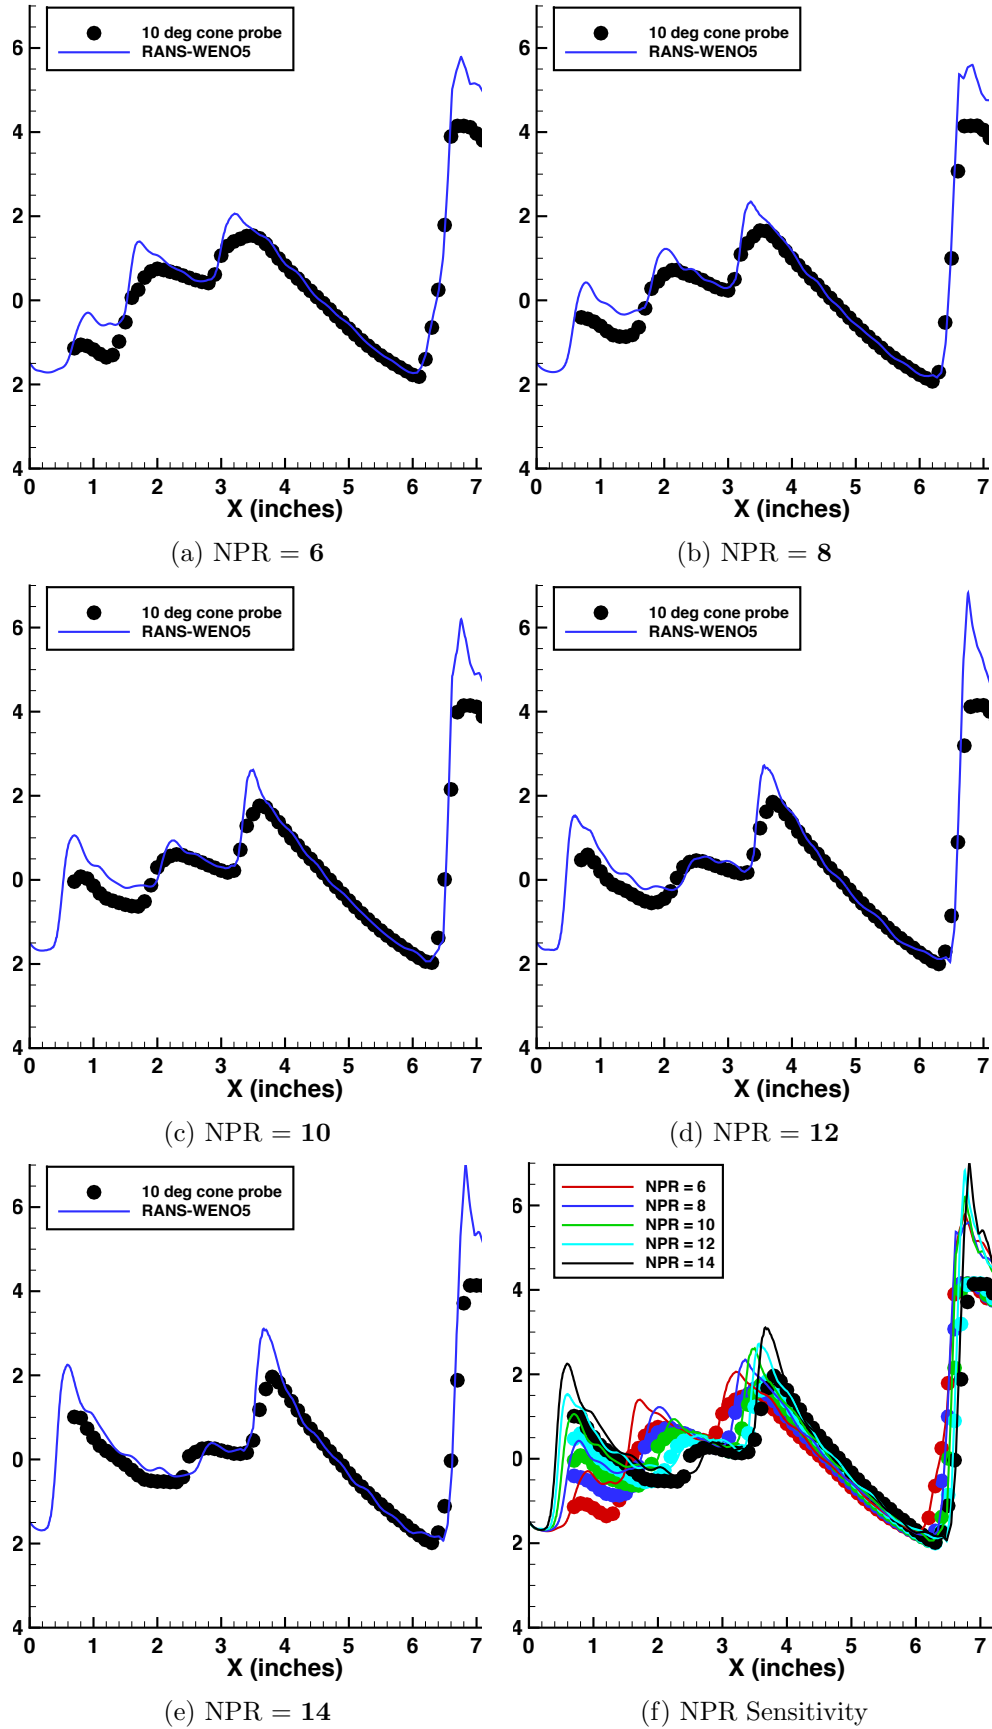 10 deg cone probe
RANS-WENO5
6
4
2
0
2
4
0 1 2 3 4 5 6 7
X (inches)
(a) NPR = 6
10 deg cone probe
RANS-WENO5
6
4
2
0
2
4
0 1 2 3 4 5 6 7
X (inches)
(b) NPR = 8
10 deg cone probe
RANS-WENO5
6
4
2
0
2
4
0 1 2 3 4 5 6 7
X (inches)
(c) NPR = 10
10 deg cone probe
RANS-WENO5
6
4
2
0
2
4
0 1 2 3 4 5 6 7
X (inches)
(d) NPR = 12
10 deg cone probe
RANS-WENO5
6
4
2
0
2
4
0 1 2 3 4 5 6 7
X (inches)
(e) NPR = 14
NPR = 6
NPR = 8
NPR = 10
NPR = 12
NPR = 14
6
4
2
0
2
4
0 1 2 3 4 5 6 7
X (inches)
(f) NPR Sensitivity